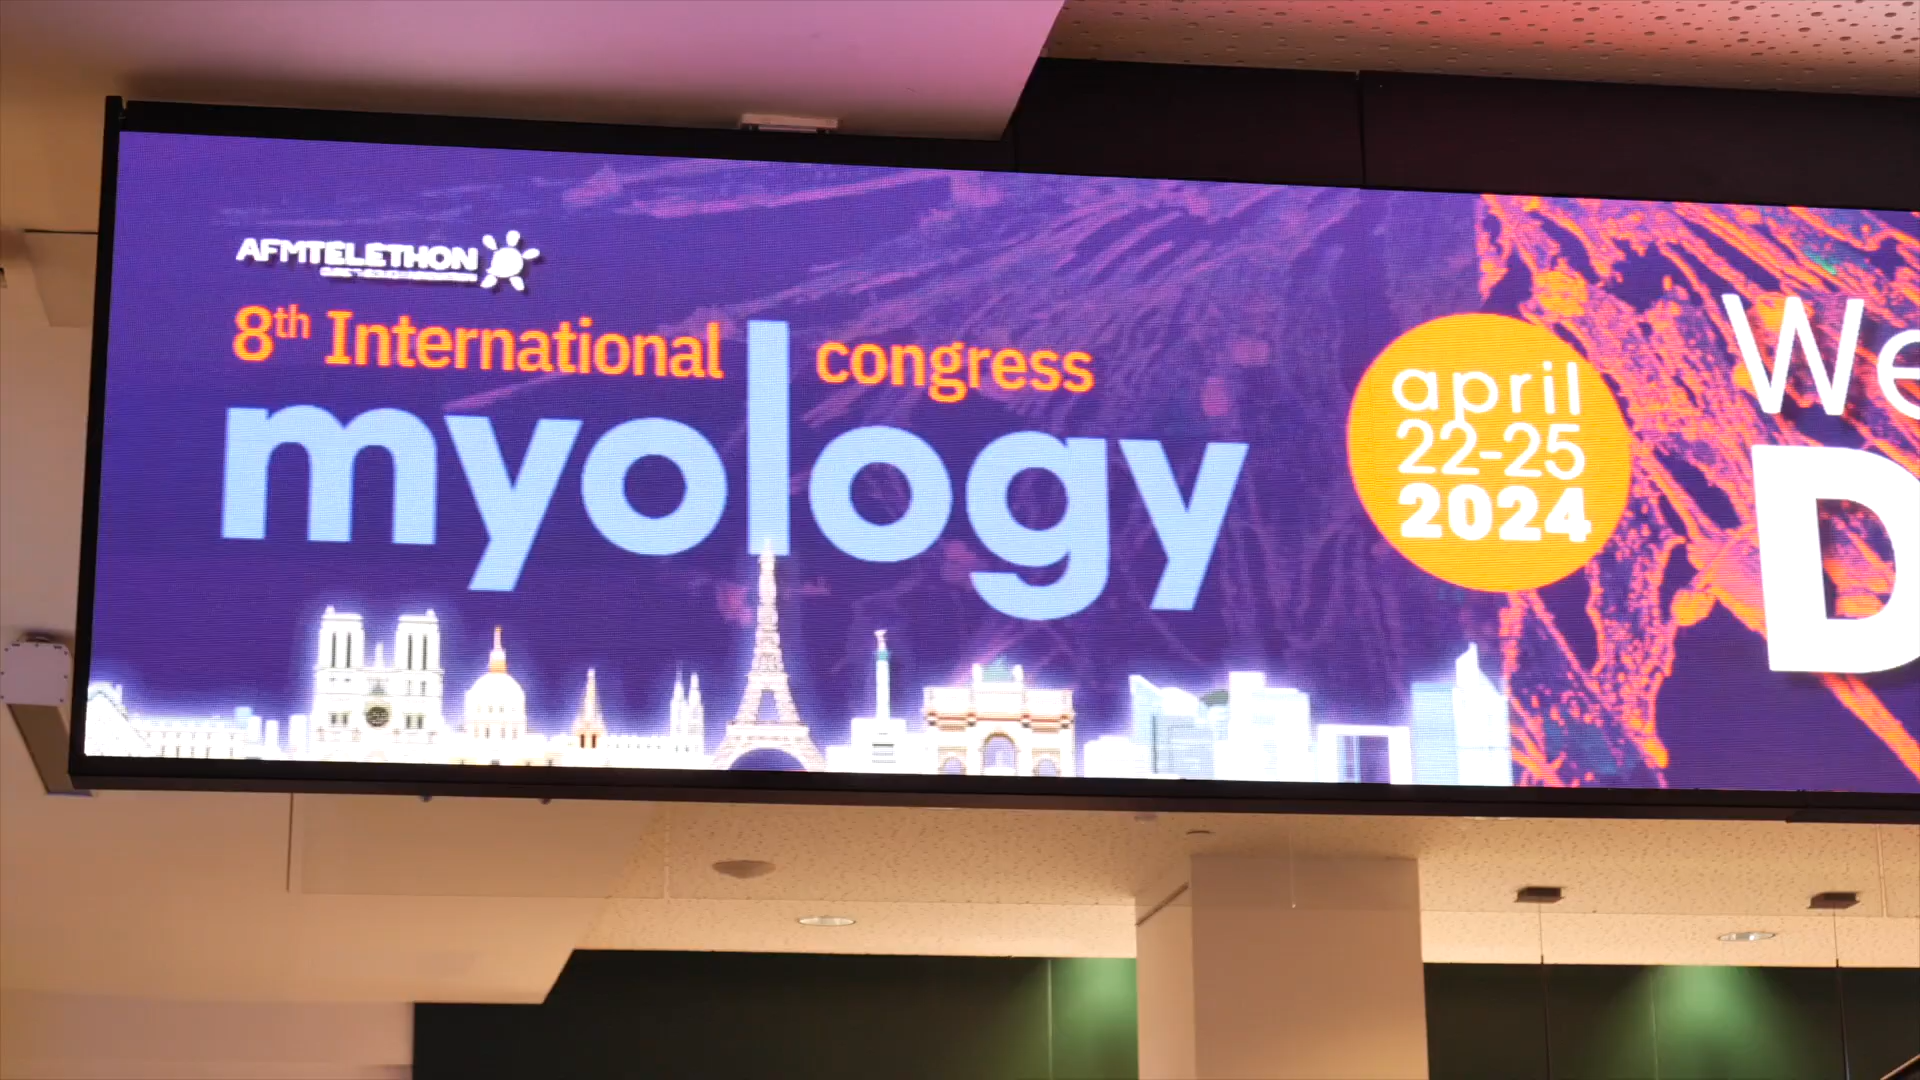 AFMTELETHON
8th International congress
myology
april
22-25
2024
We
D